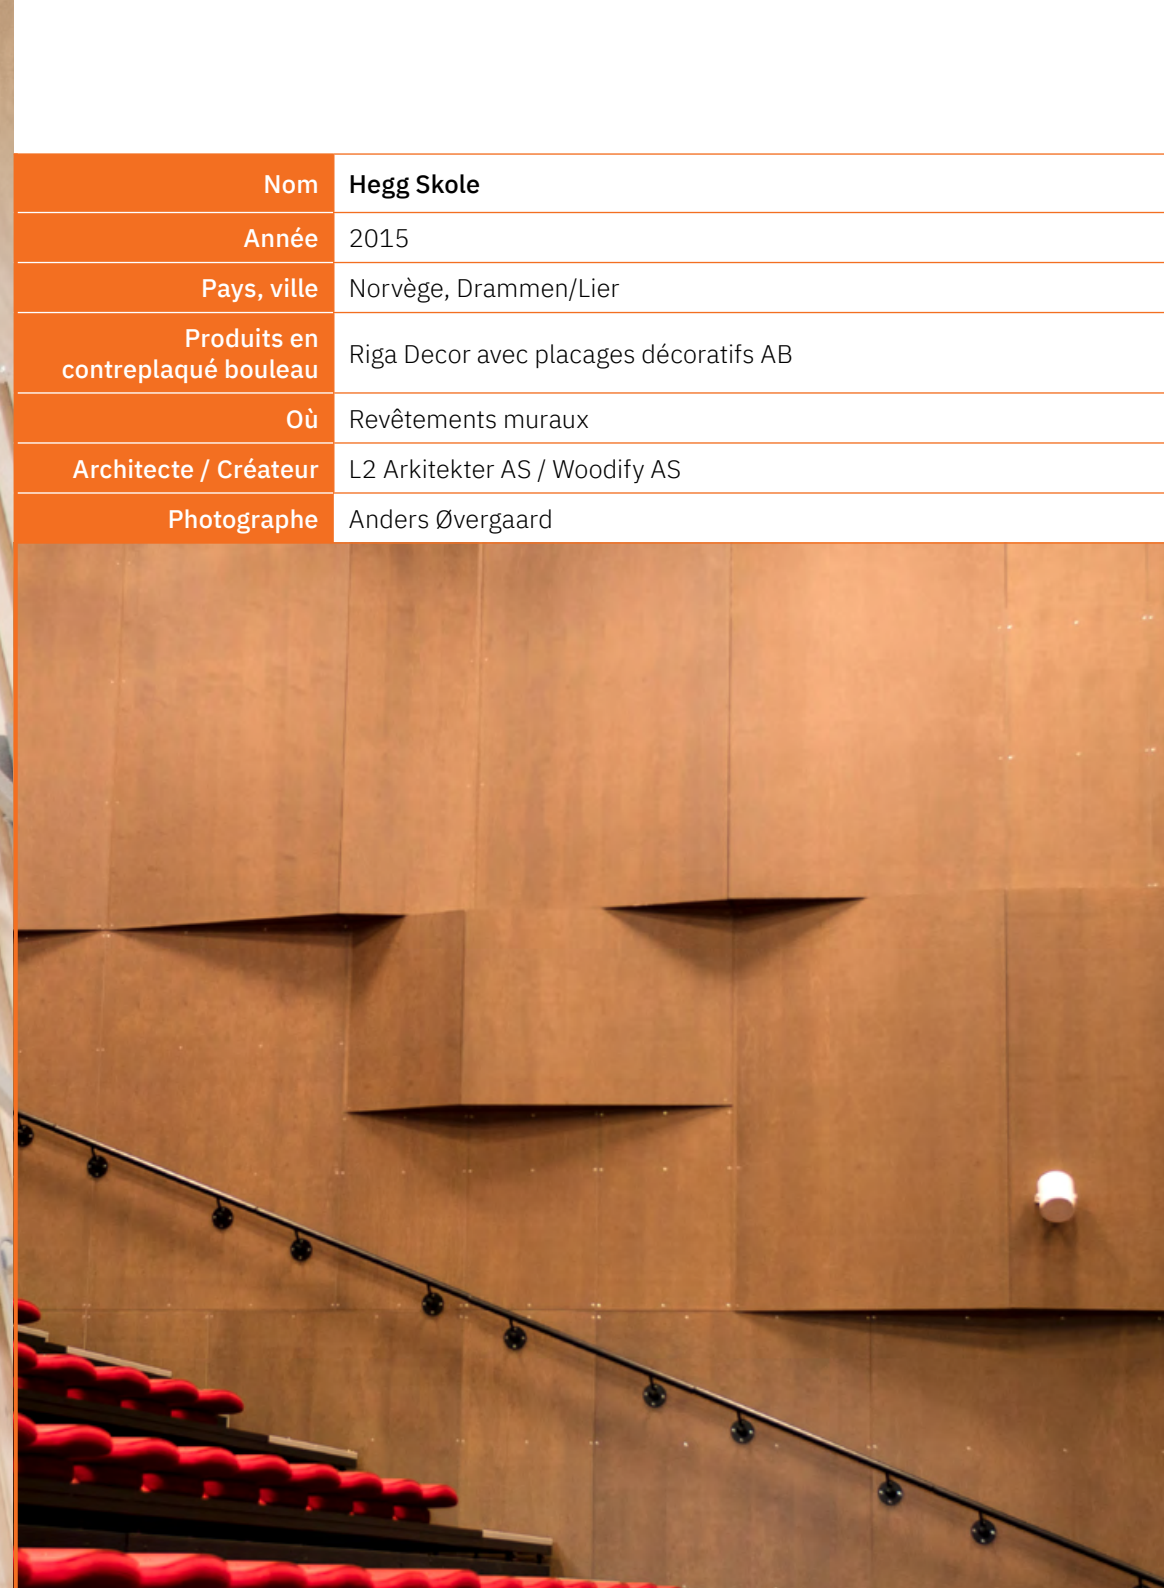 Nom Hegg Skole
Année 2015
Pays, ville Norvège, Drammen/Lier
Produits en
contreplaqué bouleau Riga Decor avec placages décoratifs AB
Où Revêtements muraux
Architecte / Créateur L2 Arkitekter AS / Woodify AS
Photographe Anders Øvergaard